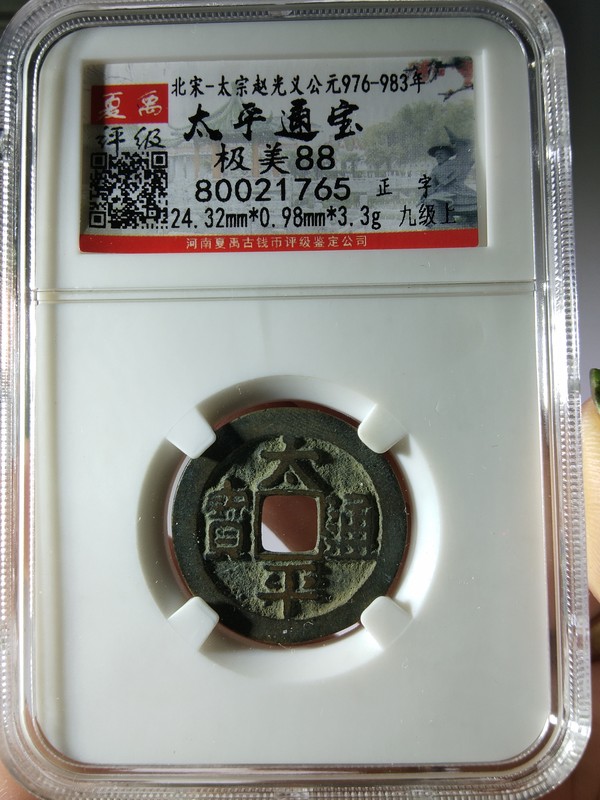 北宋-太宗赵光义公元976-983年
夏禹
评级
太平通宝
极美88
80021765 正字
24.32mm*0.98mm*3.3g 九级上
河南夏禹古钱币评级鉴定公司
太平通寳